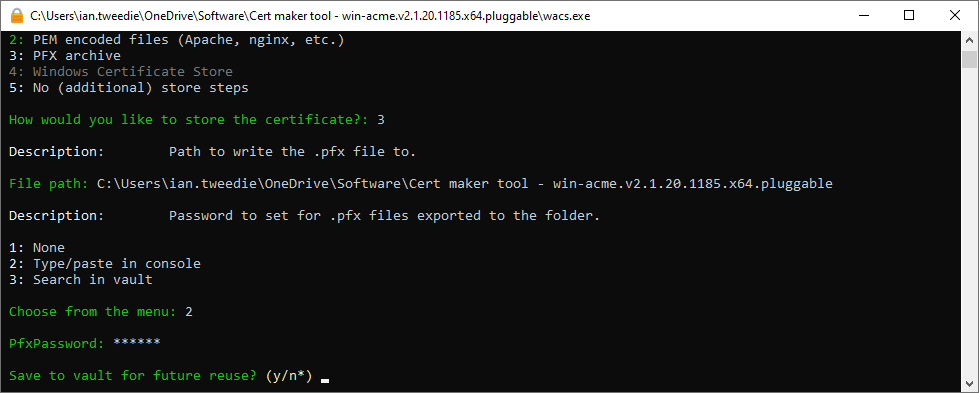 C:\Users\ian.tweedie\OneDrive\Software\Cert maker tool - win-acme.v2.1.20.1185.x64.pluggable\wacs.exe
2: PEM encoded files (Apache, nginx, etc.)
3: PFX archive
4: Windows Certificate Store
5: No (additional) store steps
How would you like to store the certificate?: 3
Description: Path to write the .pfx file to.
File path: C:\Users\ian.tweedie\OneDrive\Software\Cert maker tool - win-acme.v2.1.20.1185.x64.pluggable
Description: Password to set for .pfx files exported to the folder.
1: None
2: Type/paste in console
3: Search in vault
Choose from the menu: 2
PfxPassword: ******
Save to vault for future reuse? (y/n*)